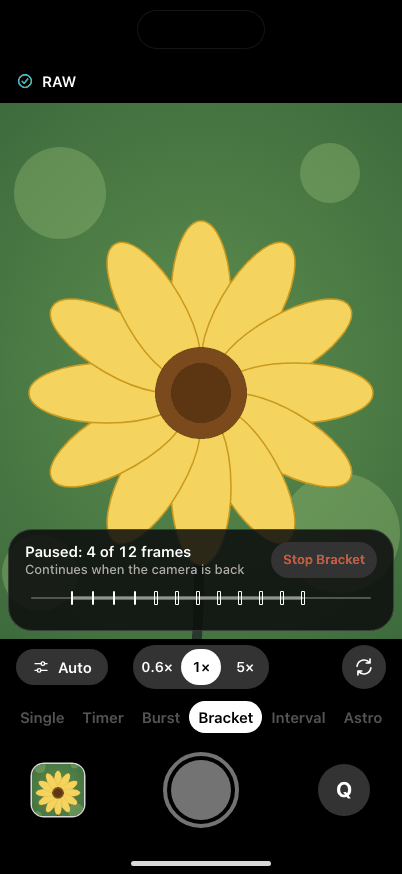 RAW
Paused: 4 of 12 frames
Continues when the camera is back
Stop Bracket
Auto
0.6× 1× 5×
Single Timer Burst Bracket Interval Astro
Q